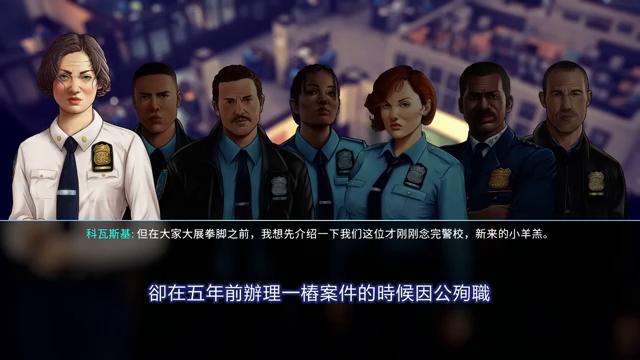 科瓦斯基: 但在大家大展拳脚之前，我想先介绍一下我们这位才刚刚念完警校，新来的小羊羔。
卻在五年前辦理一樁案件的時候因公殉職